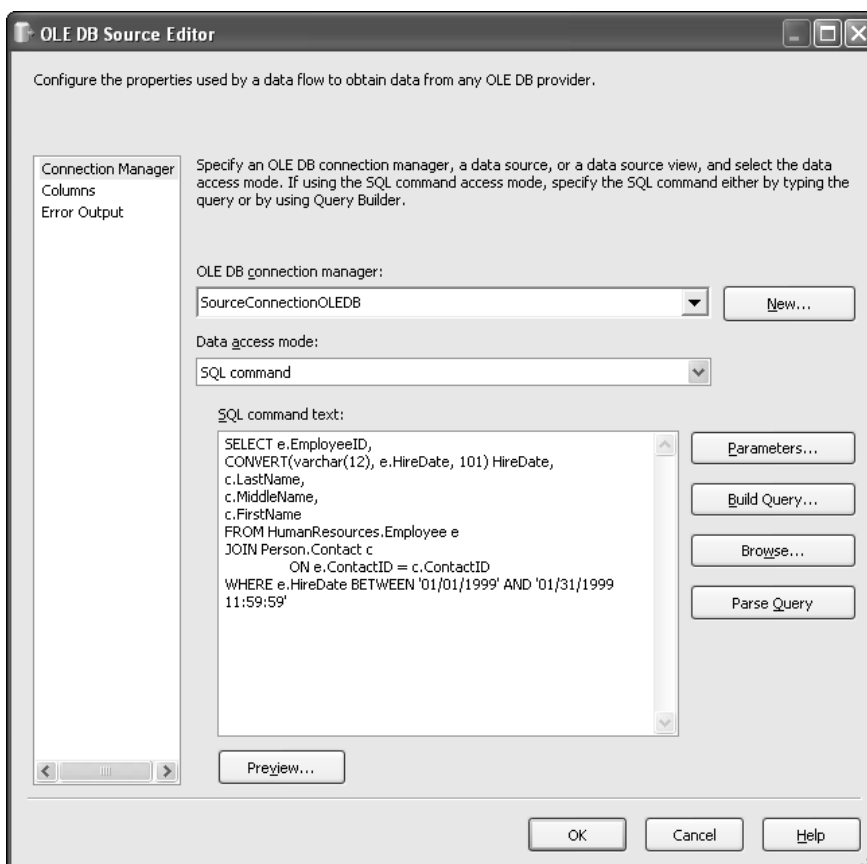 OLE DB Source Editor
Configure the properties used by a data flow to obtain data from any OLE DB provider.
Connection Manager
Columns
Error Output
Specify an OLE DB connection manager, a data source, or a data source view, and select the data
access mode. If using the SQL command access mode, specify the SQL command either by typing the
query or by using Query Builder.
OLE DB connection manager:
SourceConnectionOLEDB
New...
Data access mode:
SQL command
SQL command text:
SELECT e.EmployeeID,
CONVERT(varchar(12), e.HireDate, 101) HireDate,
c.LastName,
c.MiddleName,
c.FirstName
FROM HumanResources.Employee e
JOIN Person.Contact c
ON e.ContactID = c.ContactID
WHERE e.HireDate BETWEEN '01/01/1999' AND '01/31/1999
11:59:59'
Parameters...
Build Query...
Browse...
Parse Query
Preview...
OK
Cancel
Help